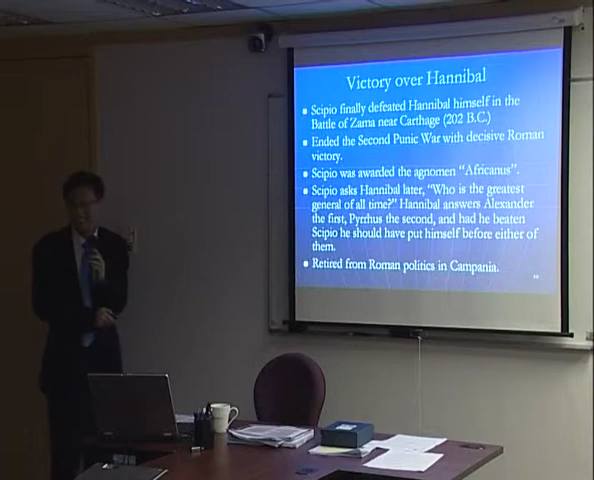 Victory over Hannibal
Scipio finally defeated Hannibal himself in the
Battle of Zama near Carthage (202 B.C.)
Ended the Second Punic War with decisive Roman
victory.
Scipio was awarded the agnomen “Africanus”.
Scipio asks Hannibal later, “Who is the greatest
general of all time?” Hannibal answers Alexander
the first, Pyrrhus the second, and had he beaten
Scipio he should have put himself before either of
them.
Retired from Roman politics in Campania.